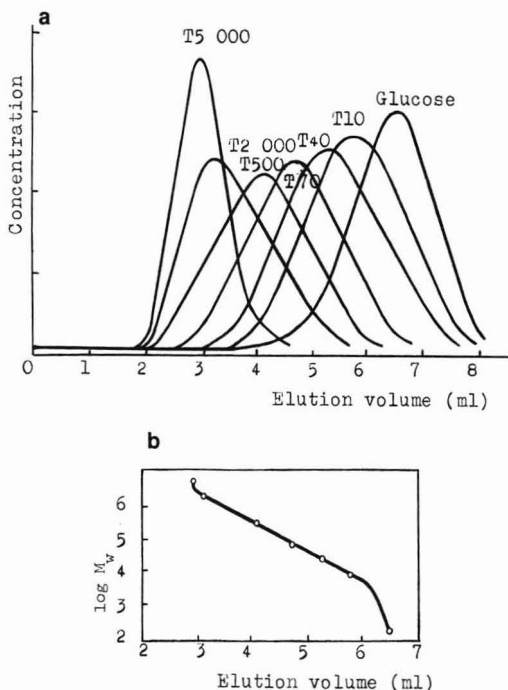 a
T5 000
Glucose
T10
T2 000 T40
T500
T70
Concentration
0 1 2 3 4 5 6 7 8
Elution volume (ml)
b
6
5
4
3
2
log Mw
2 3 4 5 6 7
Elution volume (ml)